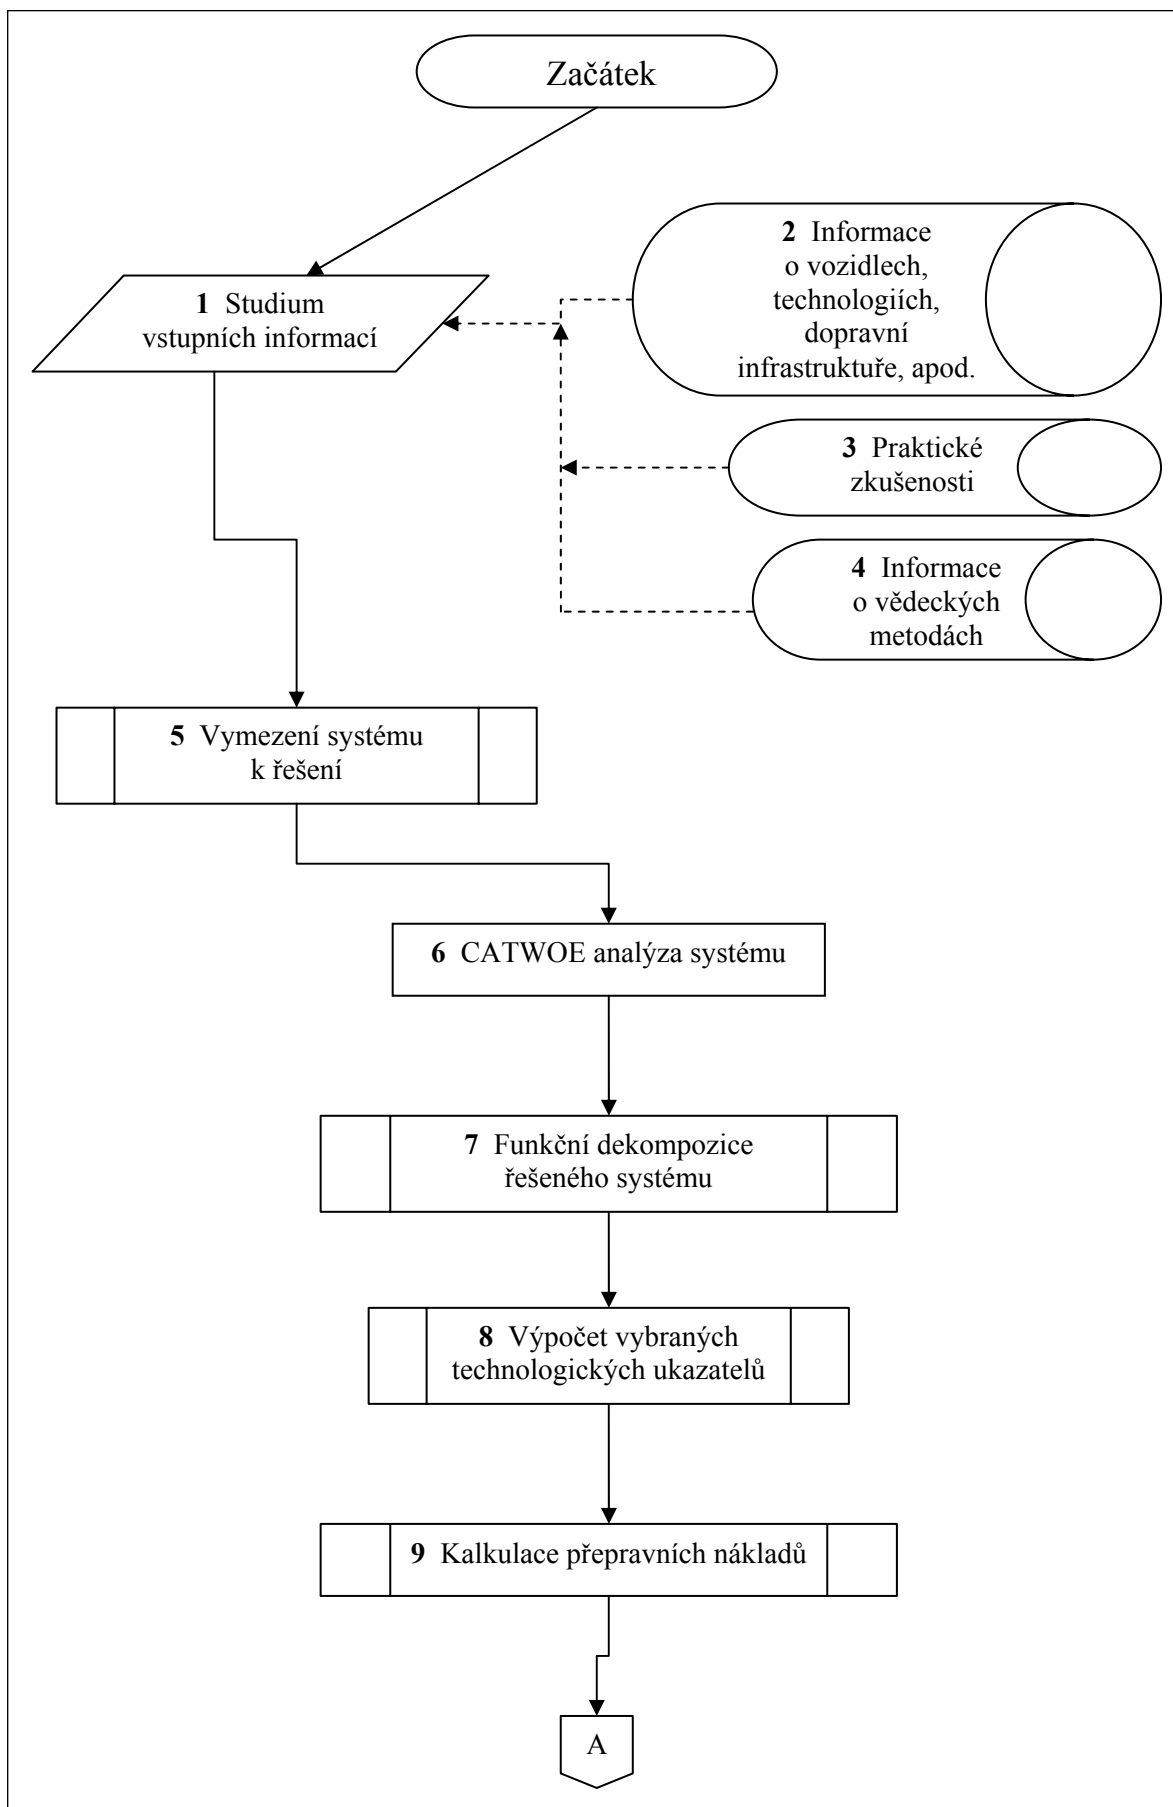 Začátek
1 Studium
vstupních informací
2 Informace
o vozidlech,
technologiích,
dopravní
infrastruktuře, apod.
3 Praktické
zkušenosti
4 Informace
o vědeckých
metodách
5 Vymezení systému
k řešení
6 CATWOE analýza systému
7 Funkční dekompozice
řešeného systému
8 Výpočet vybraných
technologických ukazatelů
9 Kalkulace přepravních nákladů
A